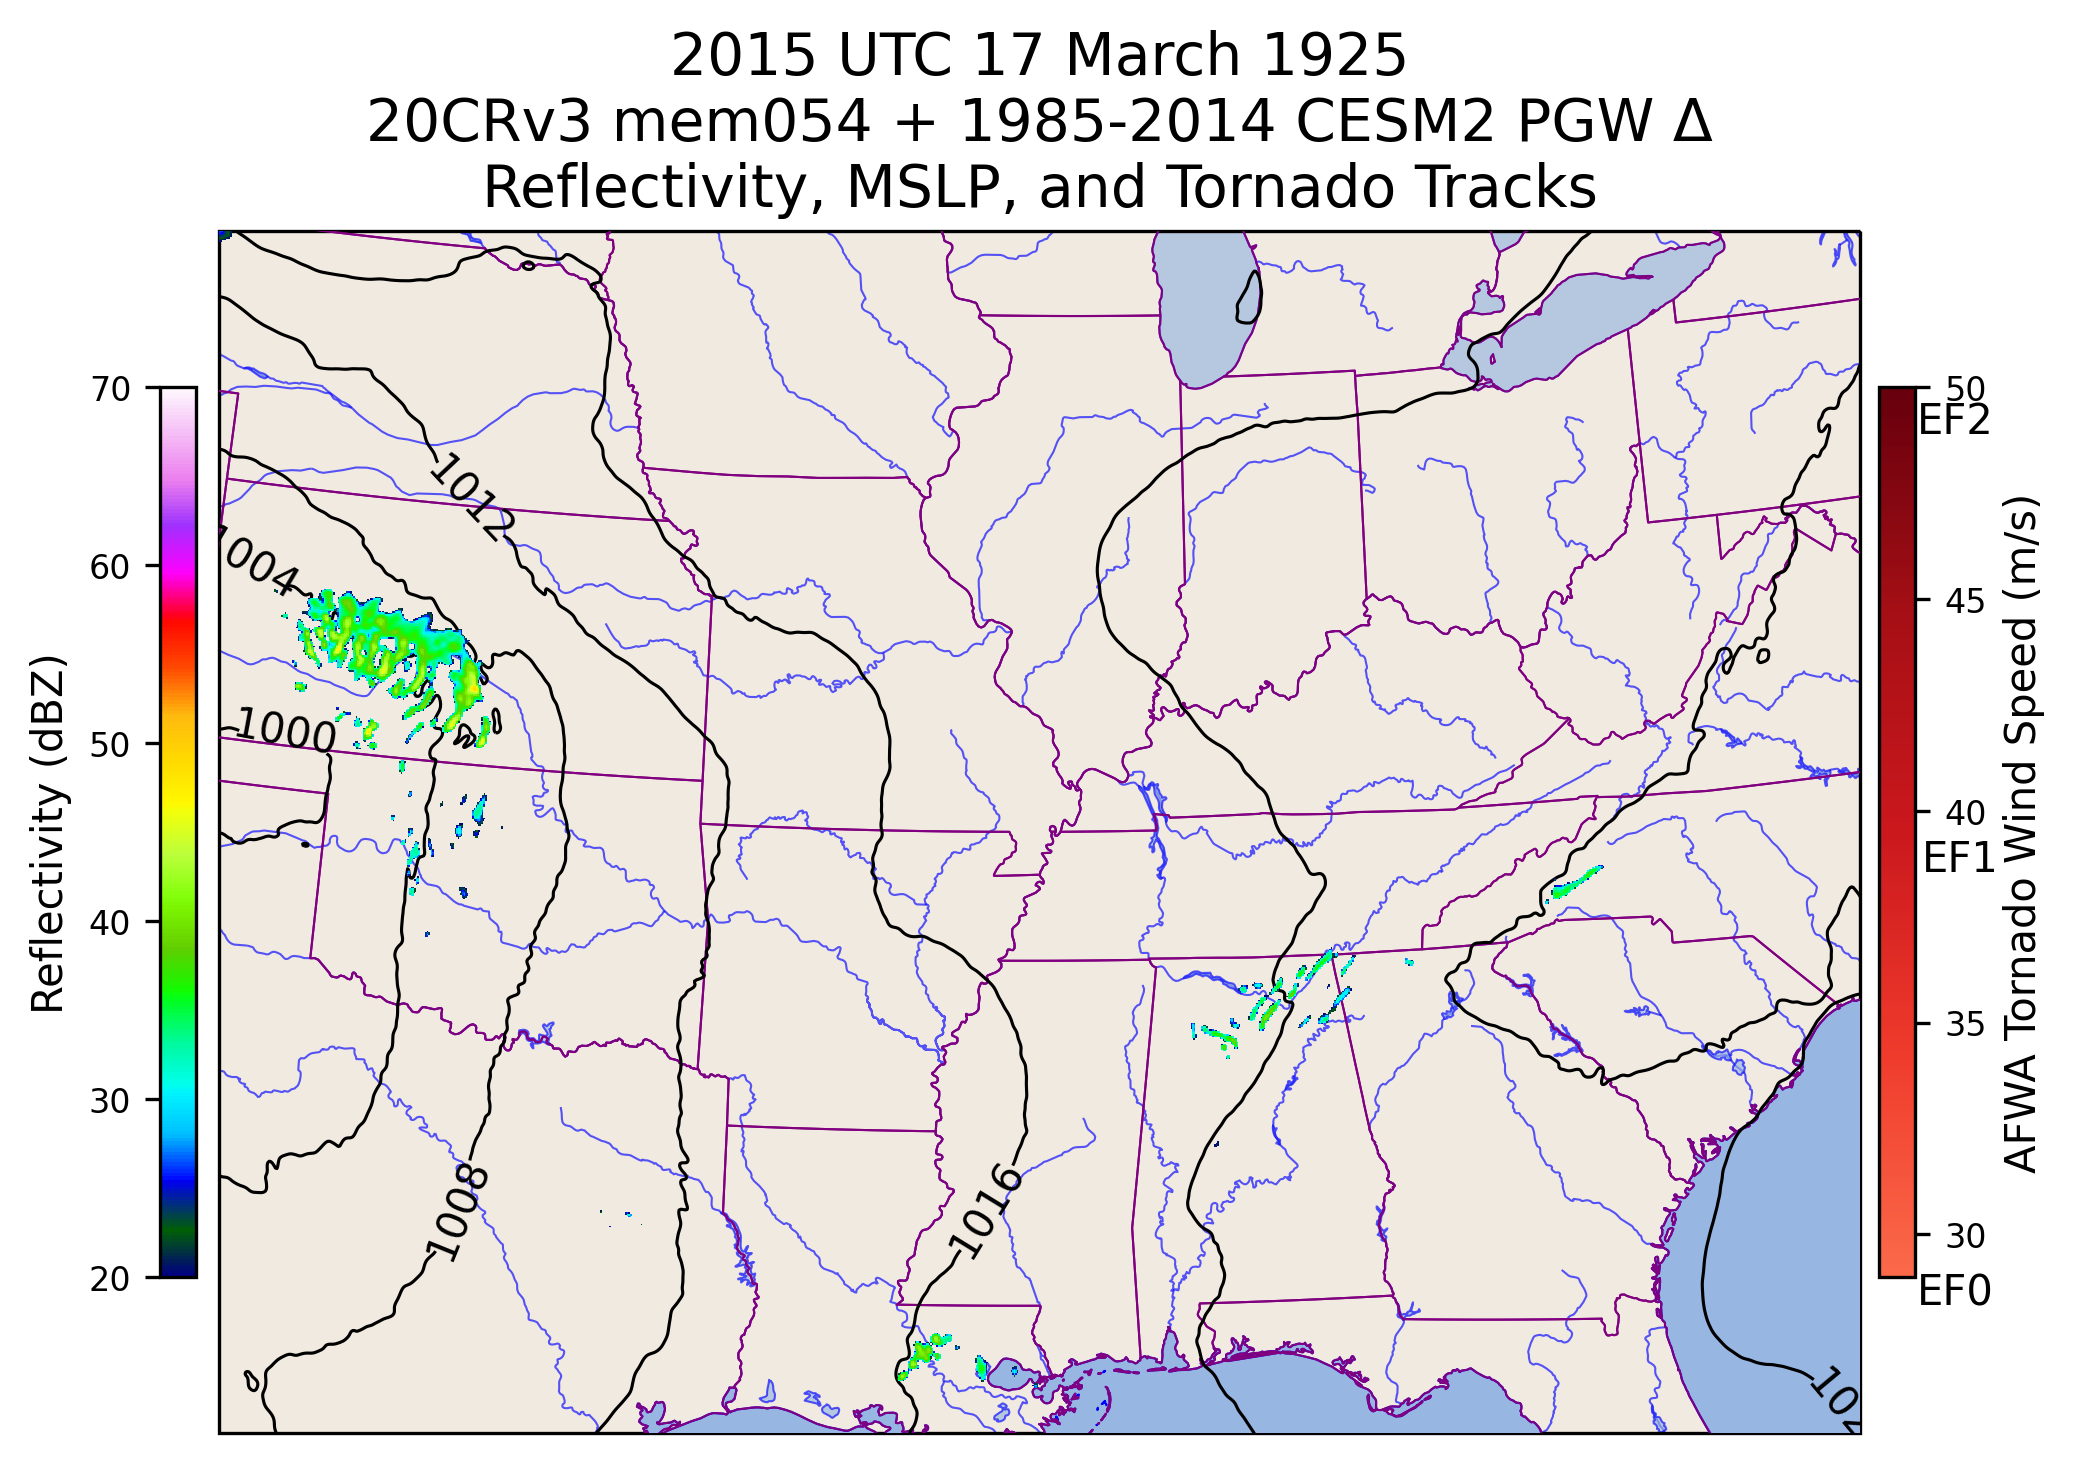 2015 UTC 17 March 1925
20CRv3 mem054 + 1985-2014 CESM2 PGW Δ
Reflectivity, MSLP, and Tornado Tracks
70
60
50
40
30
20
Reflectivity (dBZ)
1012
1004
1000
1008
1016
102
50
EF2
45
40
EF1
35
30
EF0
AFWA Tornado Wind Speed (m/s)